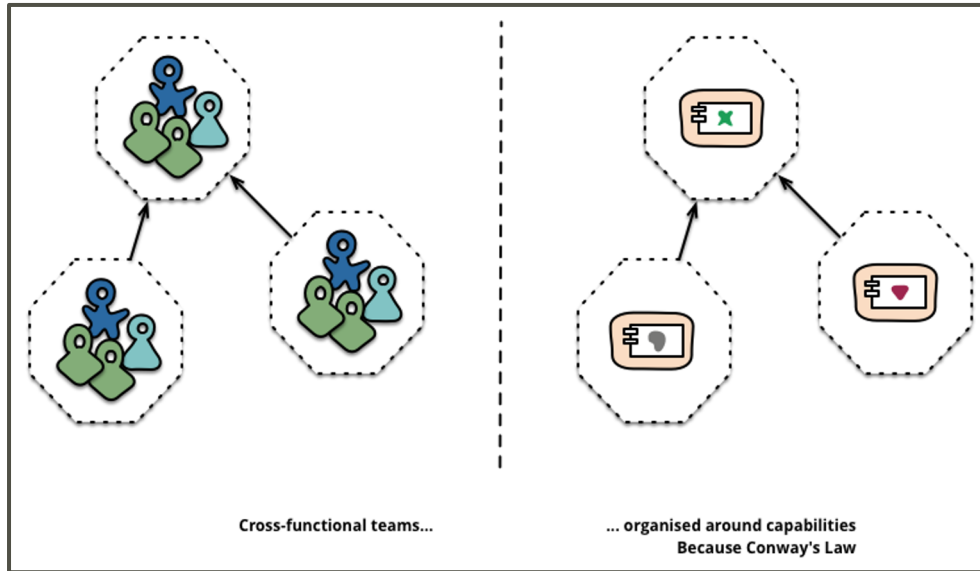 Cross-functional teams...
... organised around capabilities
Because Conway's Law